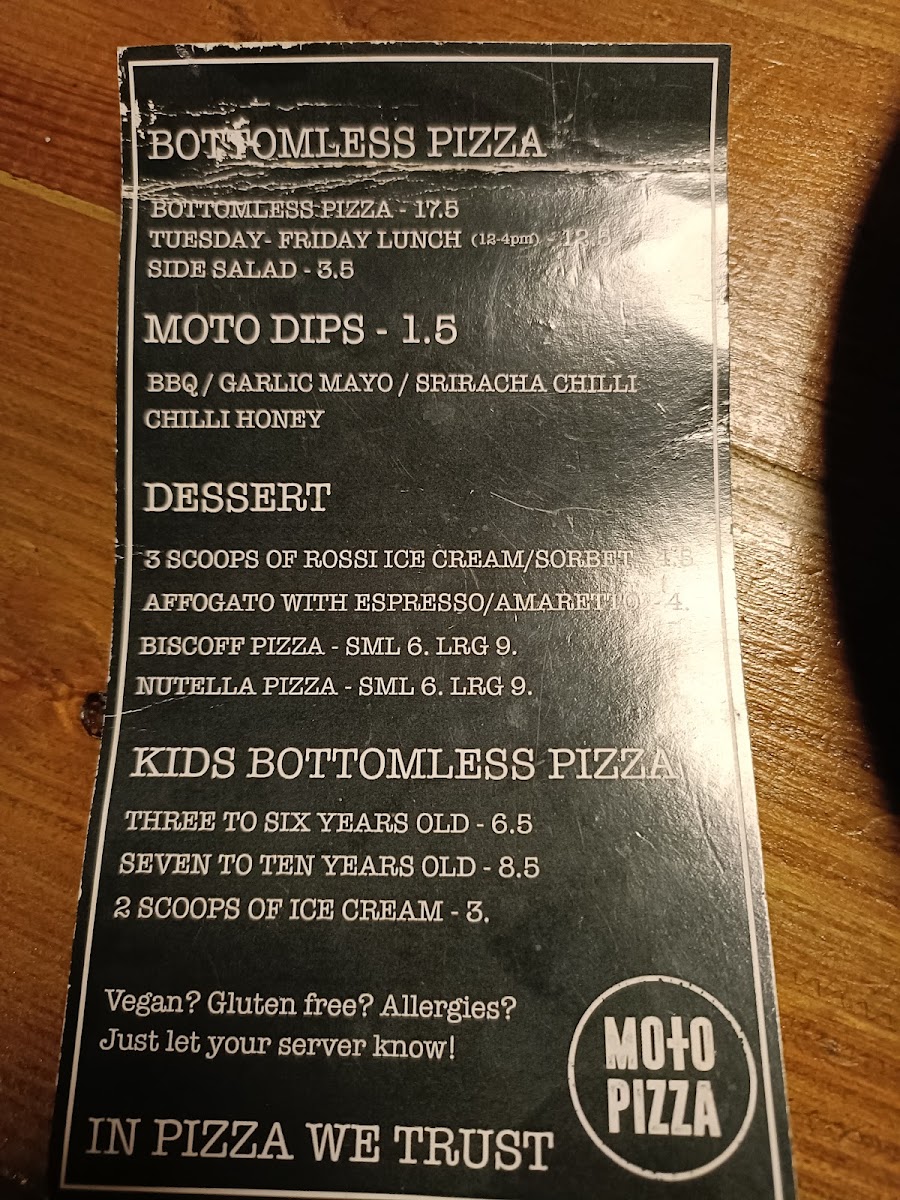 BOTTOMLESS PIZZA
BOTTOMLESS PIZZA - 17.5
TUESDAY- FRIDAY LUNCH (12-4pm) - 12.5
SIDE SALAD - 3.5
MOTO DIPS - 1.5
BBQ / GARLIC MAYO / SRIRACHA CHILLI
CHILLI HONEY
DESSERT
3 SCOOPS OF ROSSI ICE CREAM/SORBET -
AFFOGATO WITH ESPRESSO/AMARETTO - 4.
BISCOFF PIZZA - SML 6. LRG 9.
NUTELLA PIZZA - SML 6. LRG 9.
KIDS BOTTOMLESS PIZZA
THREE TO SIX YEARS OLD - 6.5
SEVEN TO TEN YEARS OLD - 8.5
2 SCOOPS OF ICE CREAM - 3.
Vegan? Gluten free? Allergies?
Just let your server know!
MOTO
PIZZA
IN PIZZA WE TRUST